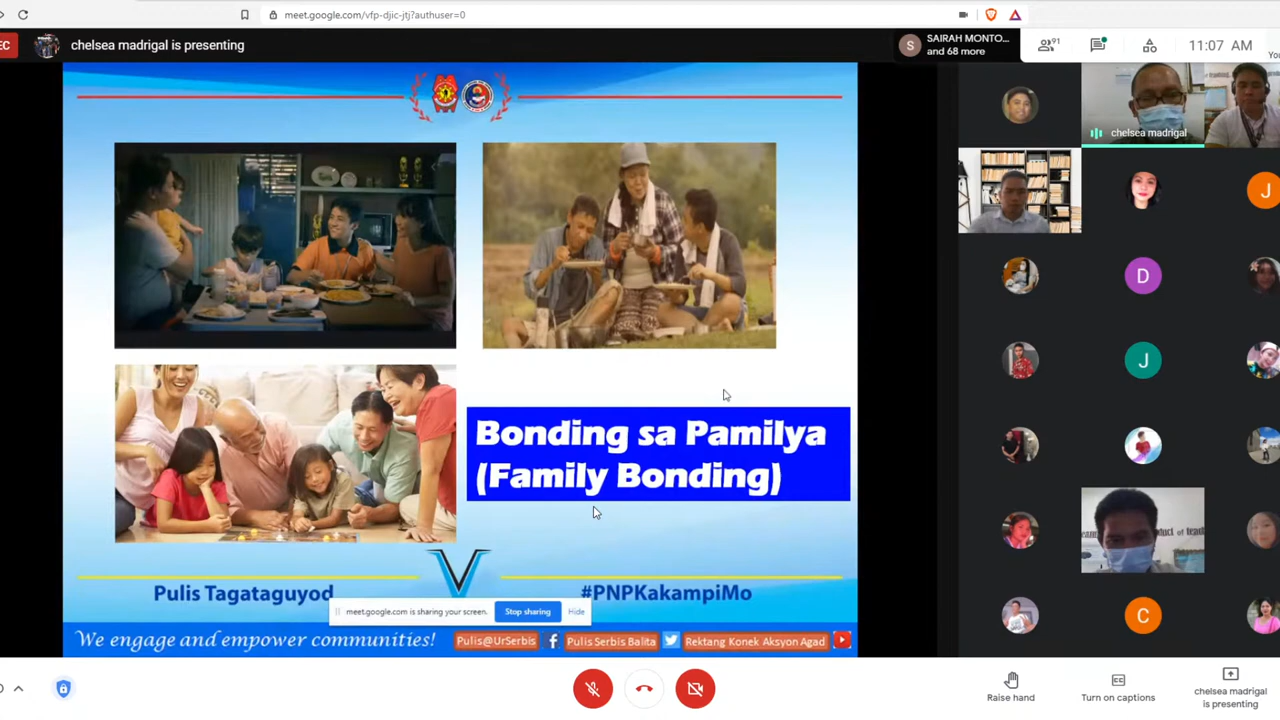 meet.google.com/vfp-djic-jtj?authuser=0
EC
chelsea madrigal is presenting
S
SAIRAH MONTO...
and 68 more
91
11:07 AM
You
chelsea madrigal
J
D
J
C
Bonding sa Pamilya
(Family Bonding)
Pulis Tagataguyod
V
#PNPKakampiMo
meet.google.com is sharing your screen.
Stop sharing
Hide
We engage and empower communities!
Pulis@UrSerbis
Pulis Serbis Balita
Rektang Konek Aksyon Agad
Raise hand
Turn on captions
chelsea madrigal
is presenting